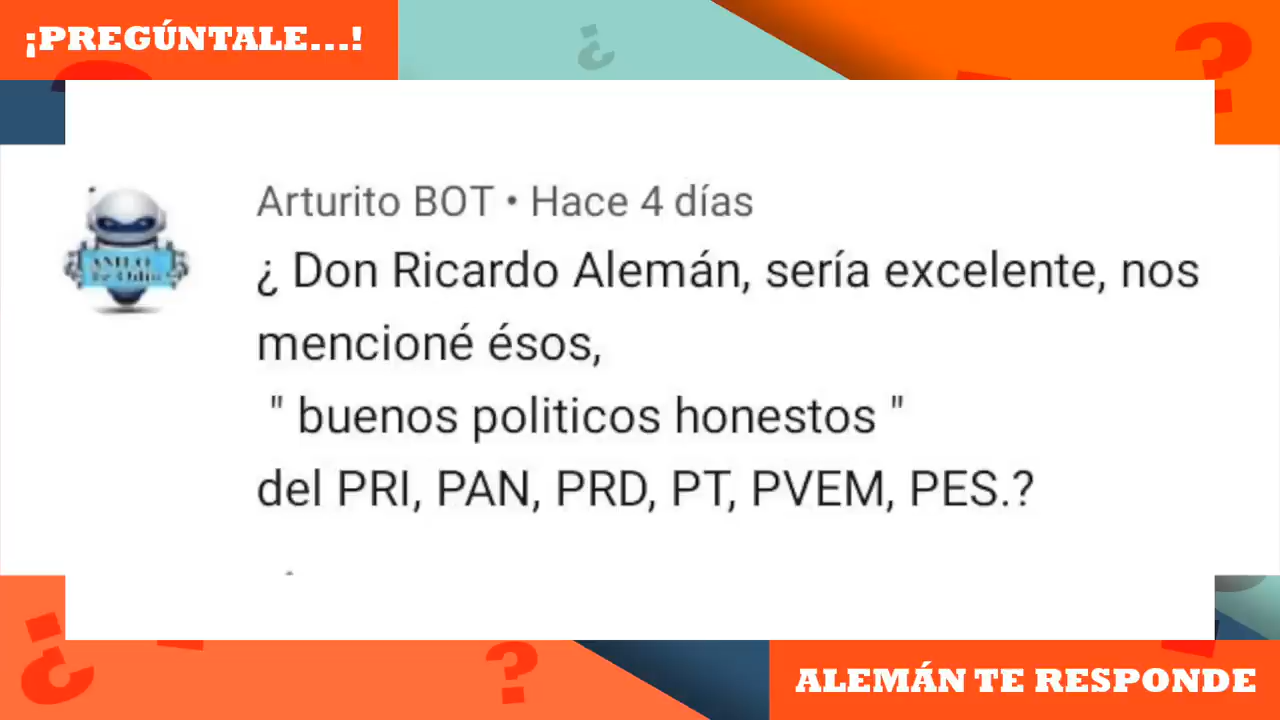 ¡PREGÚNTALE...!
Arturito BOT • Hace 4 días
¿ Don Ricardo Alemán, sería excelente, nos
mencioné ésos,
" buenos politicos honestos "
del PRI, PAN, PRD, PT, PVEM, PES.?
ALEMÁN TE RESPONDE